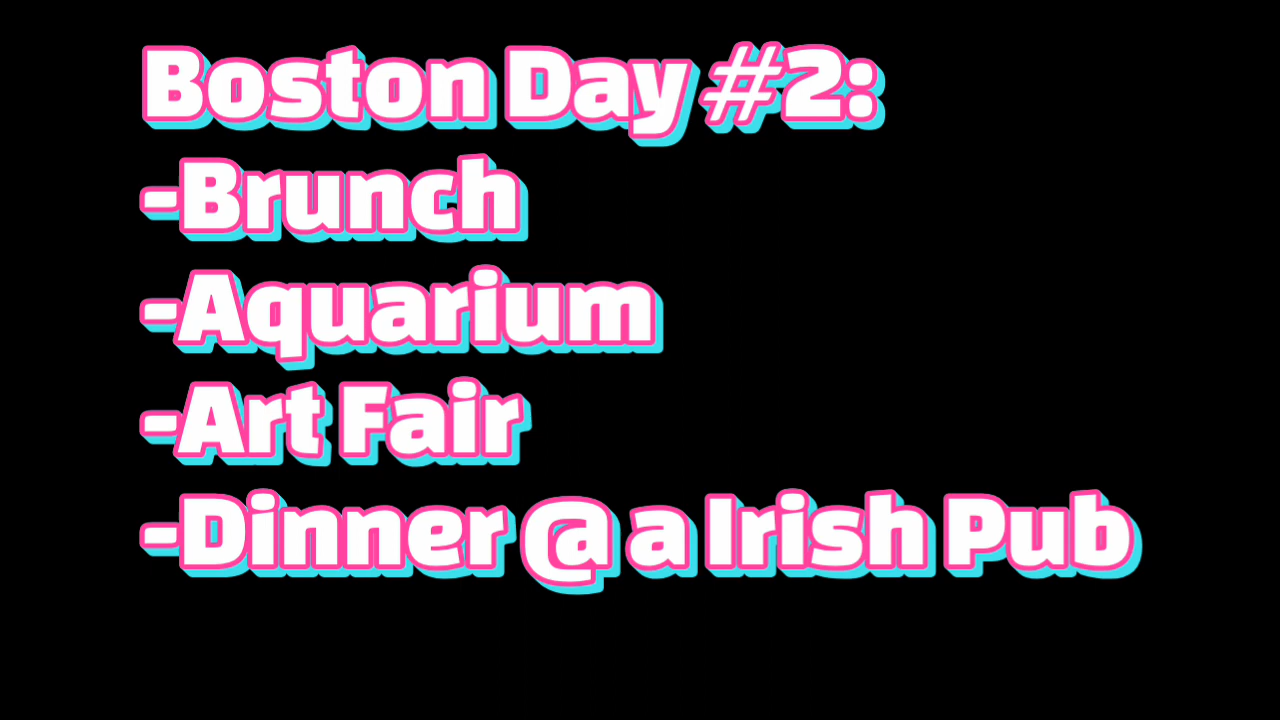 Boston Day #2:
-Brunch
-Aquarium
-Art Fair
-Dinner @ a Irish Pub